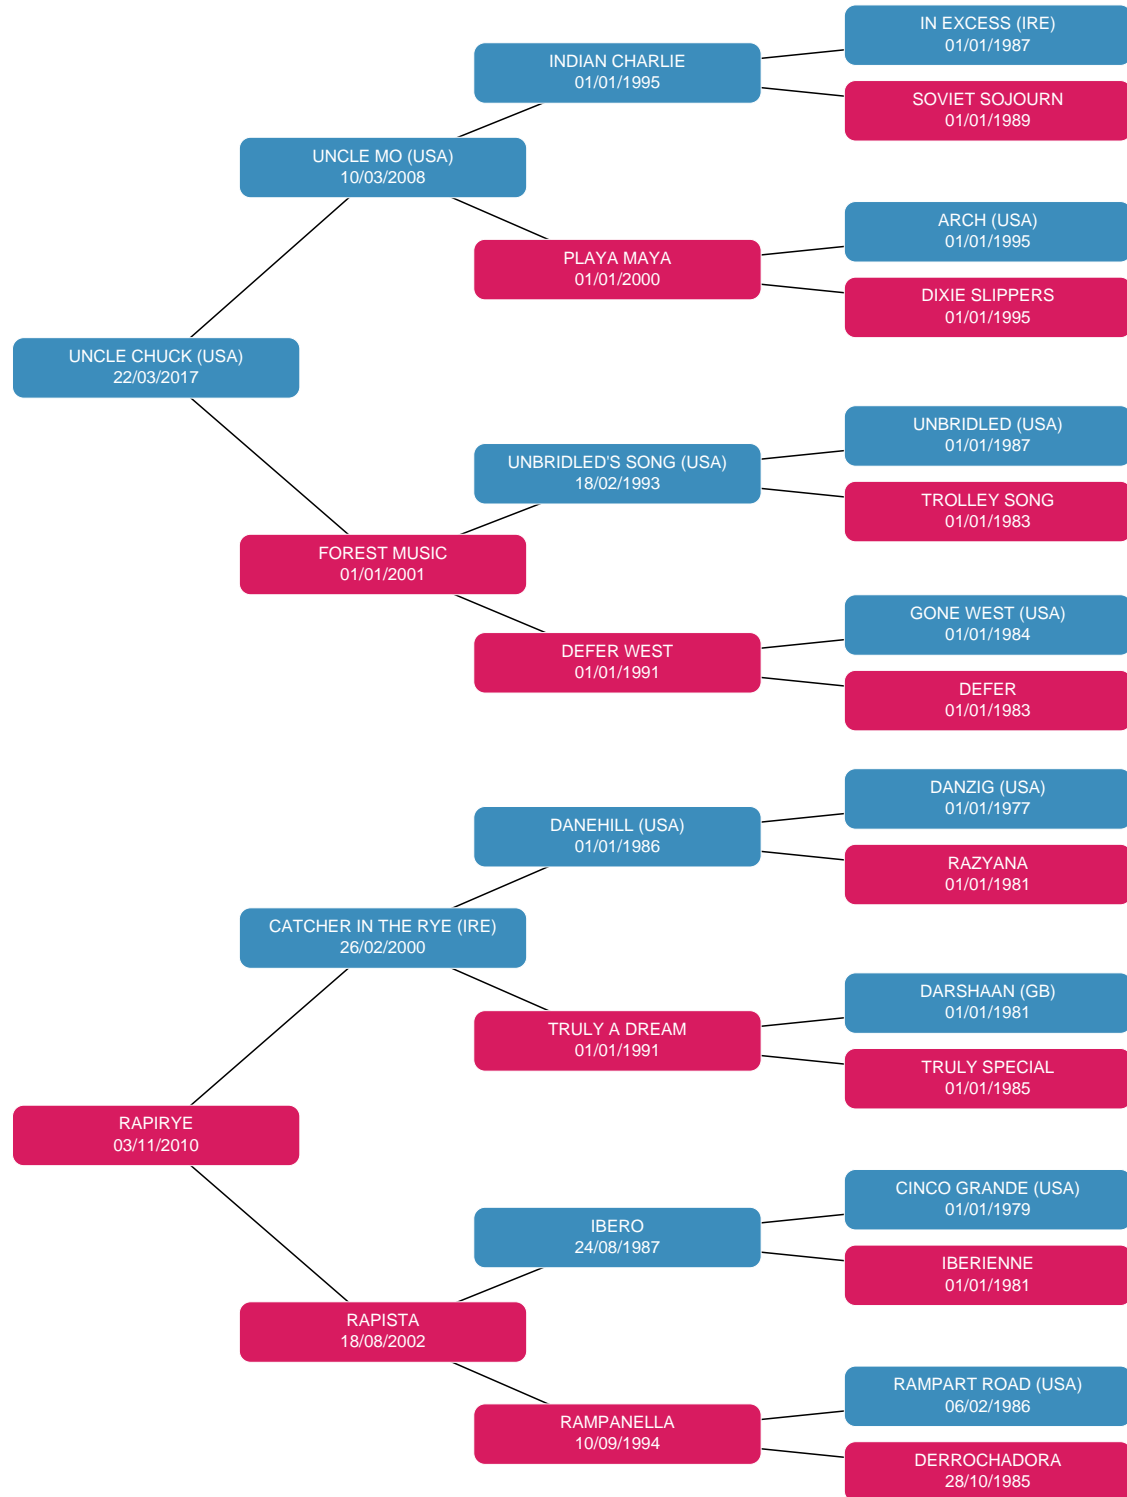 IN EXCESS (IRE)
01/01/1987
INDIAN CHARLIE
01/01/1995
SOVIET SOJOURN
01/01/1989
UNCLE MO (USA)
10/03/2008
ARCH (USA)
01/01/1995
PLAYA MAYA
01/01/2000
DIXIE SLIPPERS
01/01/1995
UNCLE CHUCK (USA)
22/03/2017
UNBRIDLED (USA)
01/01/1987
UNBRIDLED'S SONG (USA)
18/02/1993
TROLLEY SONG
01/01/1983
FOREST MUSIC
01/01/2001
GONE WEST (USA)
01/01/1984
DEFER WEST
01/01/1991
DEFER
01/01/1983
DANZIG (USA)
01/01/1977
DANEHILL (USA)
01/01/1986
RAZYANA
01/01/1981
CATCHER IN THE RYE (IRE)
26/02/2000
DARSHAAN (GB)
01/01/1981
TRULY A DREAM
01/01/1991
TRULY SPECIAL
01/01/1985
RAPIRYE
03/11/2010
CINCO GRANDE (USA)
01/01/1979
IBERO
24/08/1987
IBERIENNE
01/01/1981
RAPISTA
18/08/2002
RAMPART ROAD (USA)
06/02/1986
RAMPANELLA
10/09/1994
DERROCHADORA
28/10/1985